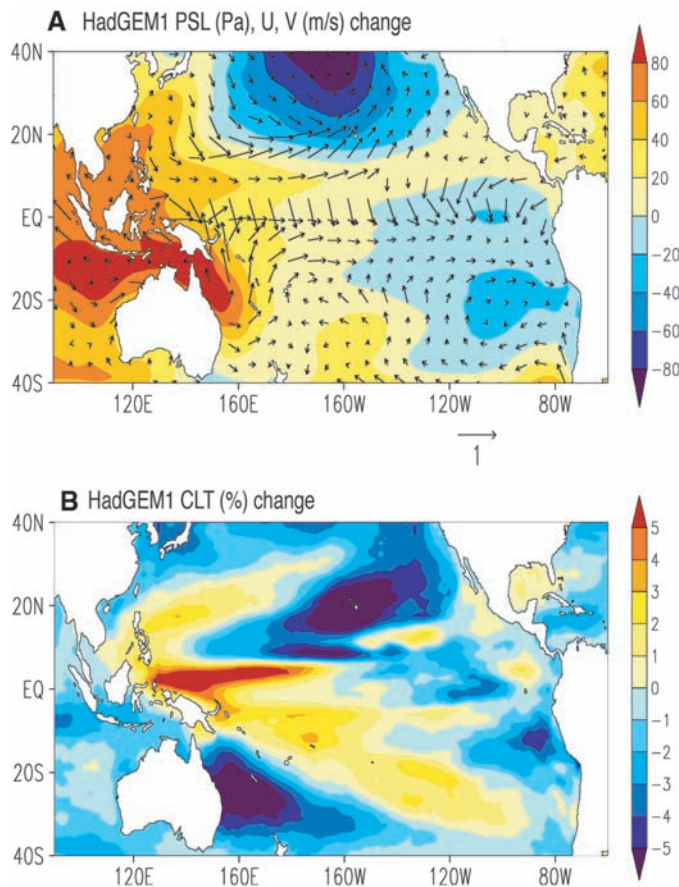 A HadGEM1 PSL (Pa), U, V (m/s) change
40N
20N
EQ
20S
40S
120E 160E 160W 120W 80W
80
60
40
20
0
−20
−40
−60
−80
1
B HadGEM1 CLT (%) change
40N
20N
EQ
20S
40S
120E 160E 160W 120W 80W
5
4
3
2
1
0
−1
−2
−3
−4
−5